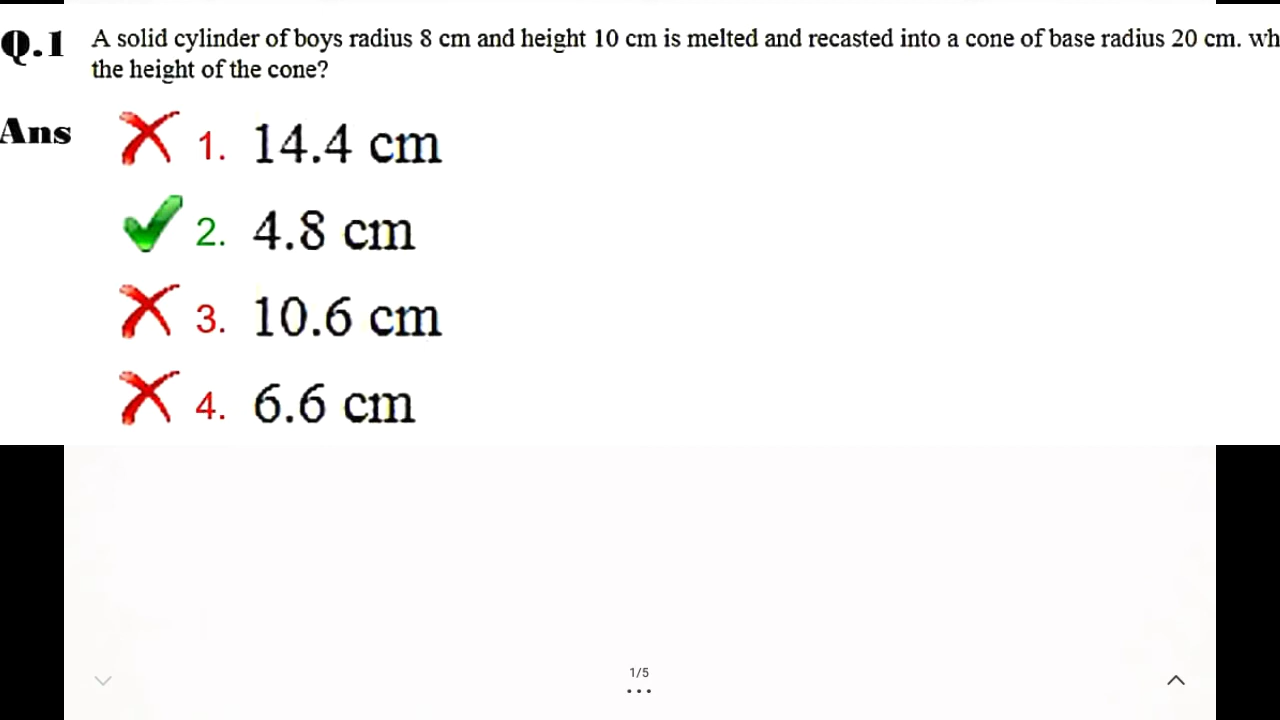 Q.1 A solid cylinder of boys radius 8 cm and height 10 cm is melted and recasted into a cone of base radius 20 cm. wh
the height of the cone?
Ans
1. 14.4 cm
2. 4.8 cm
3. 10.6 cm
4. 6.6 cm
1/5